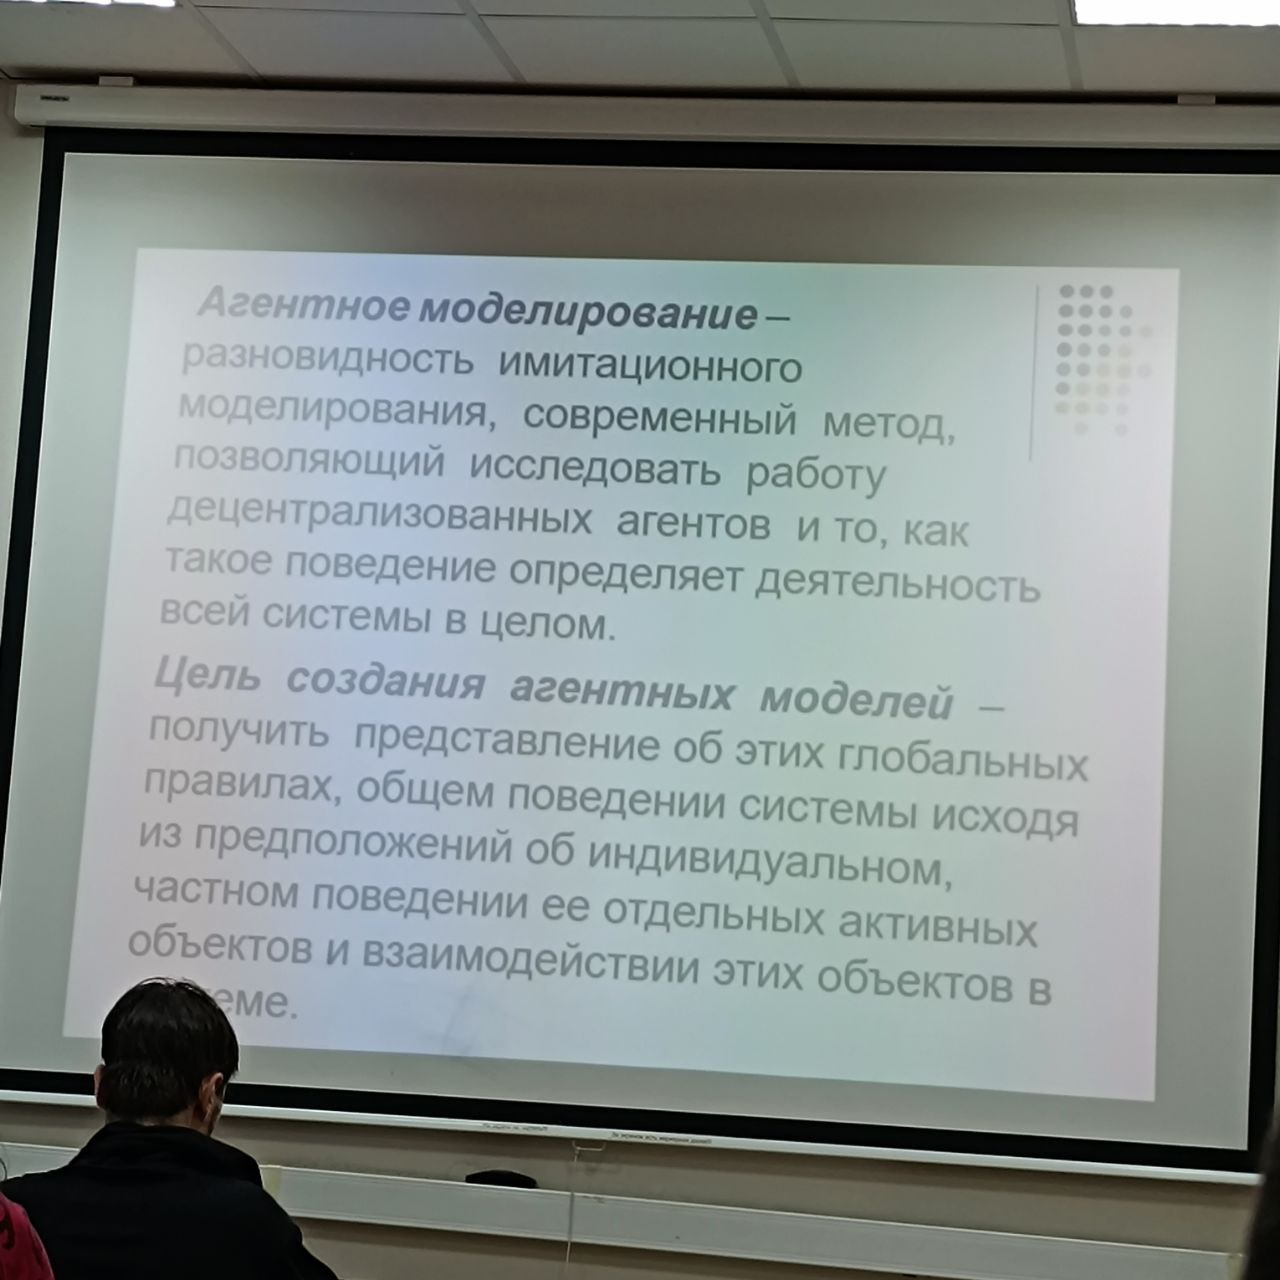 Агентное моделирование –
разновидность имитационного
моделирования, современный метод,
позволяющий исследовать работу
децентрализованных агентов и то, как
такое поведение определяет деятельность
всей системы в целом.
Цель создания агентных моделей –
получить представление об этих глобальных
правилах, общем поведении системы исходя
из предположений об индивидуальном,
частном поведении ее отдельных активных
объектов и взаимодействии этих объектов в
еме.